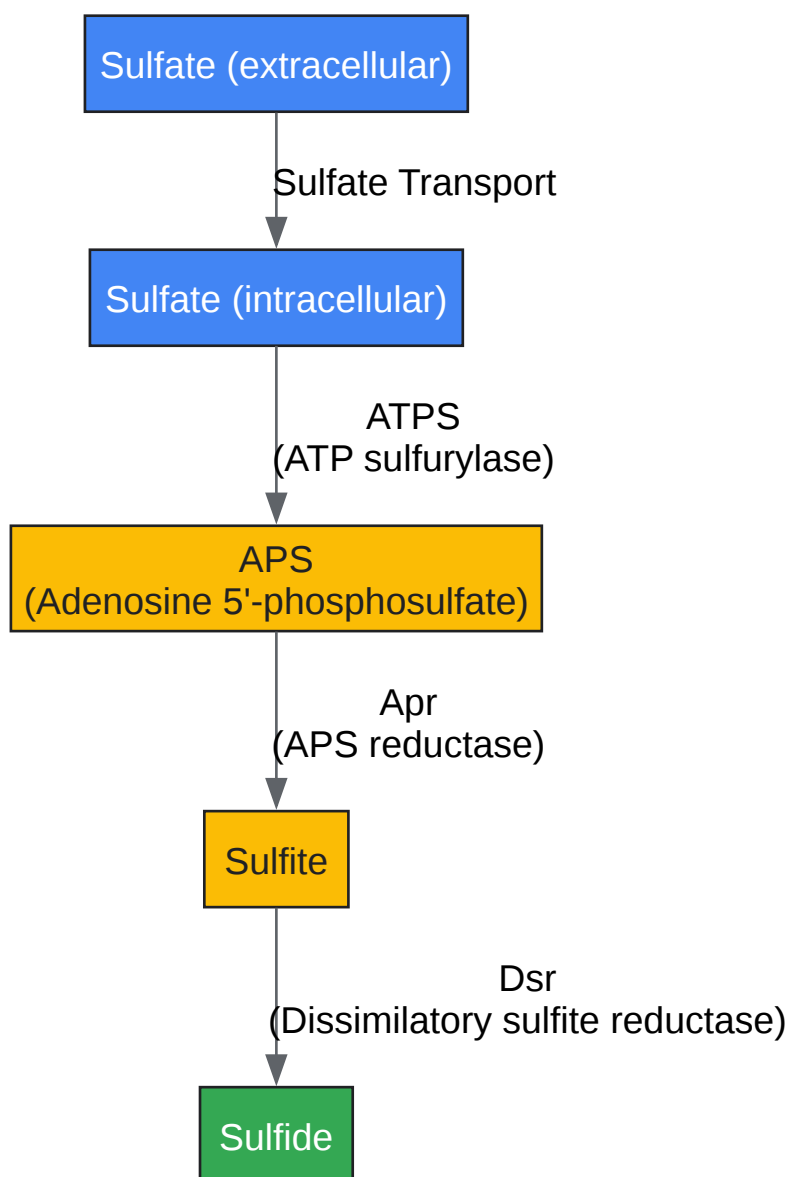 Sulfate (extracellular)
Sulfate Transport
Sulfate (intracellular)
ATPS
(ATP sulfurylase)
APS
(Adenosine 5'-phosphosulfate)
Apr
(APS reductase)
Sulfite
Dsr
(Dissimilatory sulfite reductase)
Sulfide